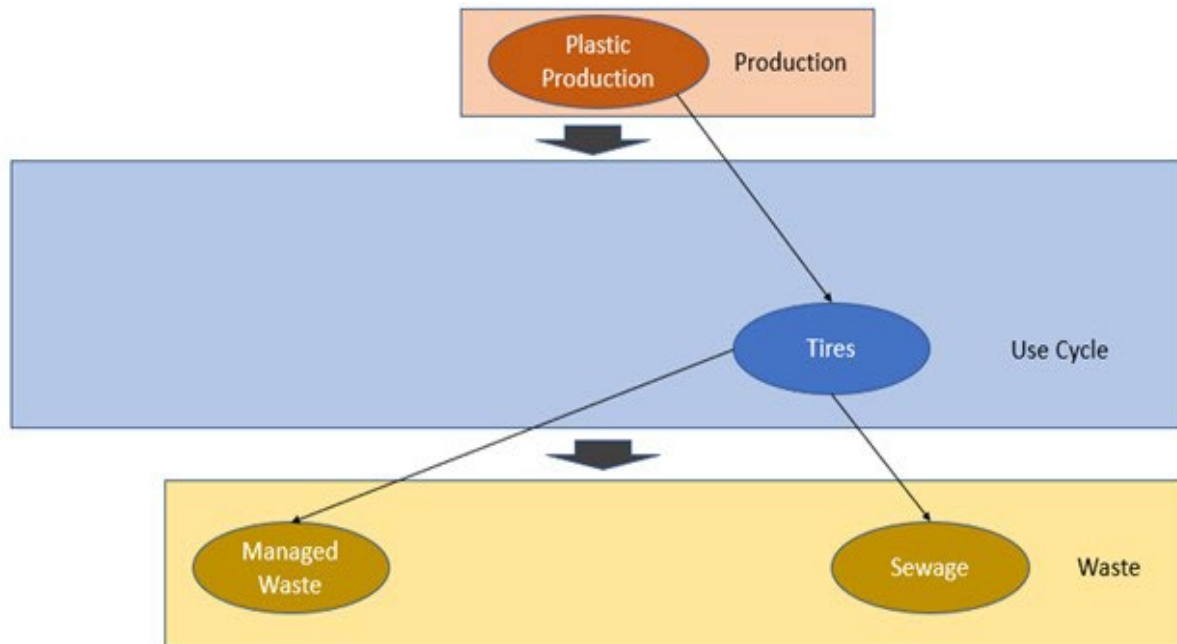 Plastic
Production
Production
Tires
Use Cycle
Managed
Waste
Sewage
Waste